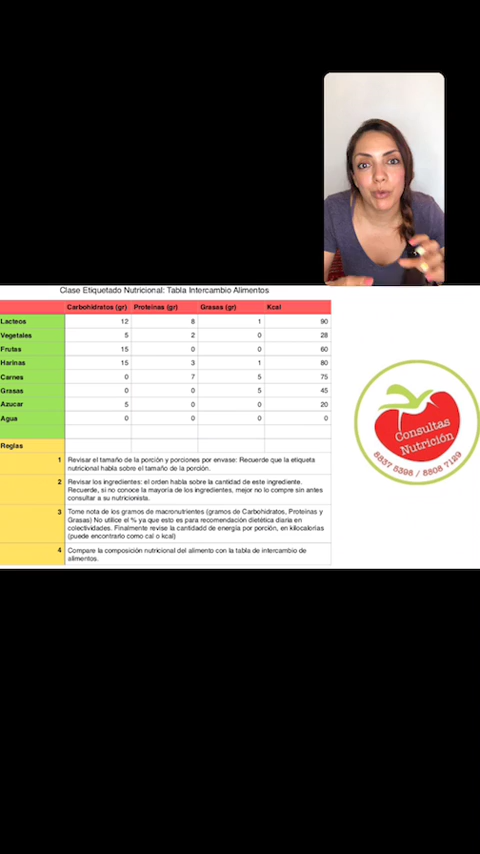 Clase Etiquetado Nutricional: Tabla Intercambio Alimentos
Carbohidratos (gr) Proteinas (gr) Grasas (gr) Kcal
Lacteos 12 8 1 90
Vegetales 5 2 0 28
Frutas 15 0 0 60
Harinas 15 3 1 80
Carnes 0 7 5 75
Grasas 0 0 5 45
Azucar 5 0 0 20
Agua 0 0 0 0
Reglas
1 Revisar el tamaño de la porción y porciones por envase: Recuerde que la etiqueta
nutricional habla sobre el tamaño de la porción.
2 Revisar los ingredientes: el orden habla sobre la cantidad de este ingrediente.
Recuerde, si no conoce la mayoría de los ingredientes, mejor no lo compre sin antes
consultar a su nutricionista.
3 Tome nota de los gramos de macronutrientes (gramos de Carbohidratos, Proteínas y
Grasas) No utilice el % ya que esto es para recomendación dietética diaria en
colectividades. Finalmente revise la cantidadd de energía por porción, en kilocalorías
(puede encontrarlo como cal o kcal)
4 Compare la composición nutricional del alimento con la tabla de intercambio de
alimentos.
Consultas
Nutrición
8837 5398 / 8808 7129